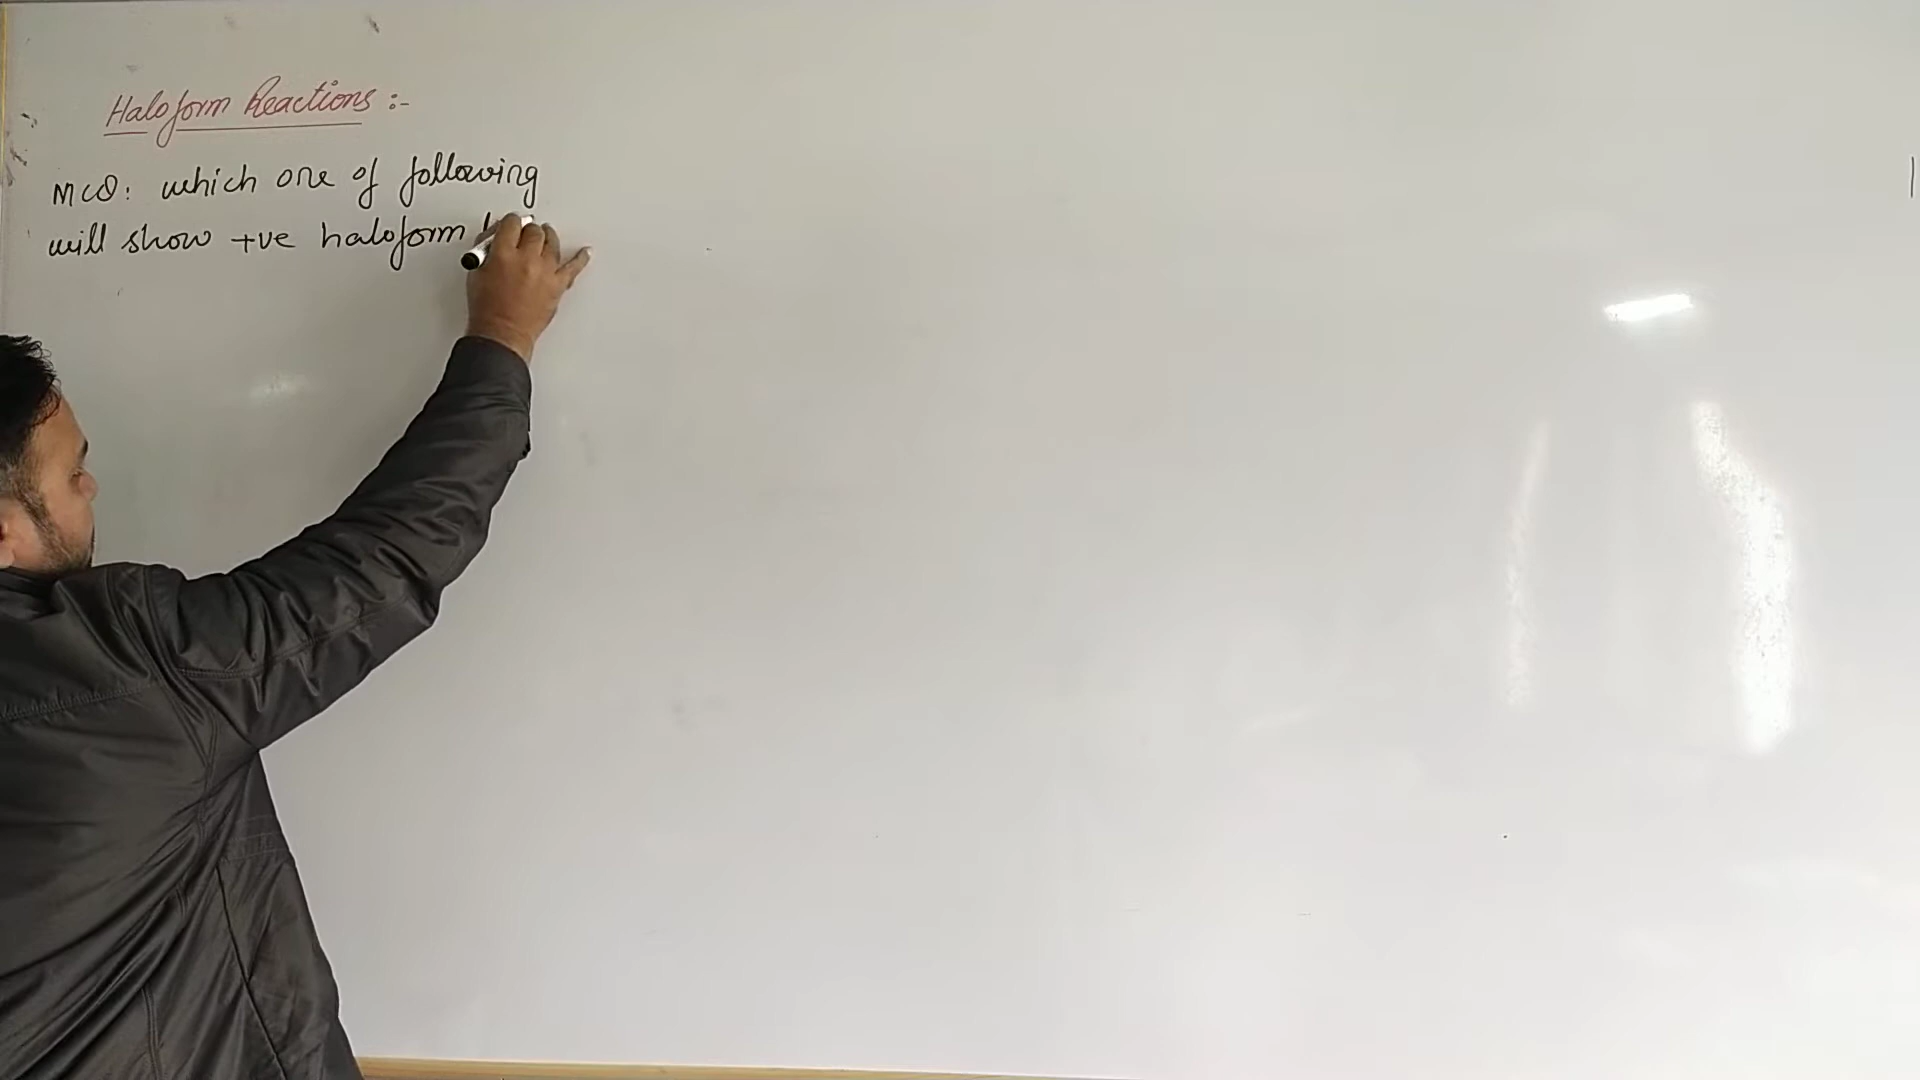 Haloform Reactions :-
MCQ: which one of following
will show +ve haloform